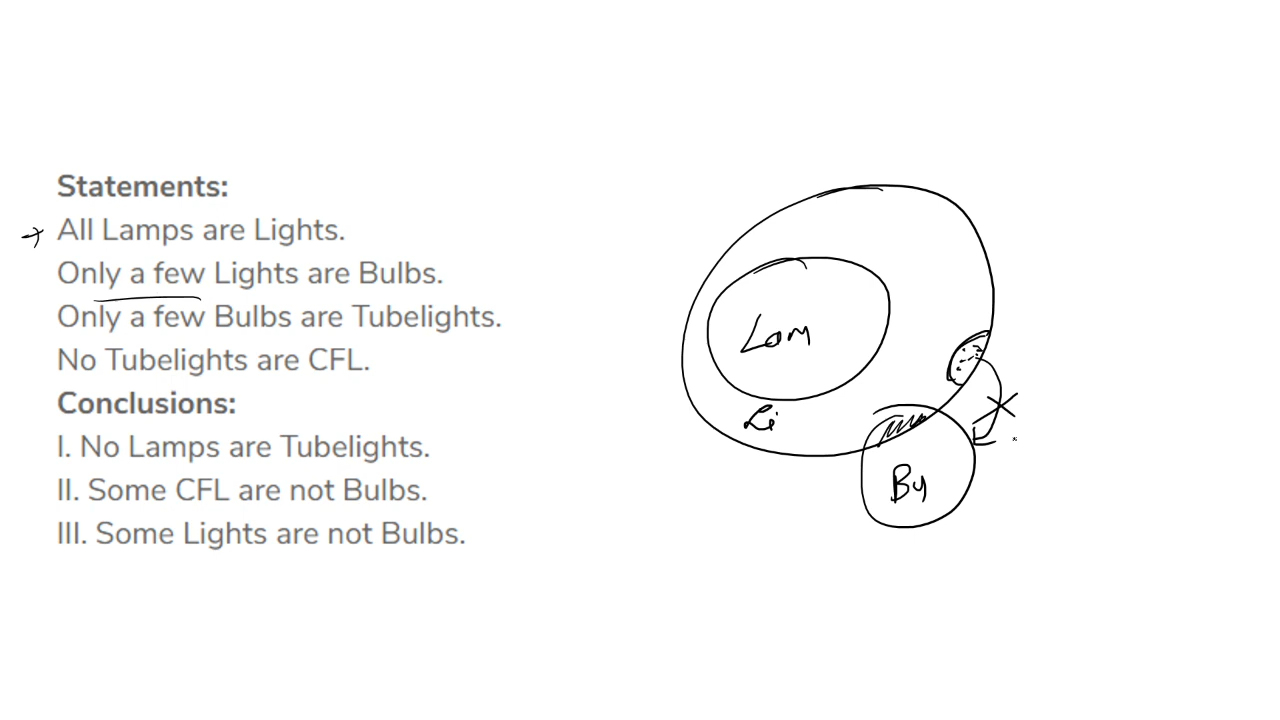 Statements:
All Lamps are Lights.
Only a few Lights are Bulbs.
Only a few Bulbs are Tubelights.
No Tubelights are CFL.
Conclusions:
I. No Lamps are Tubelights.
II. Some CFL are not Bulbs.
III. Some Lights are not Bulbs.
Lam
Li
Bu